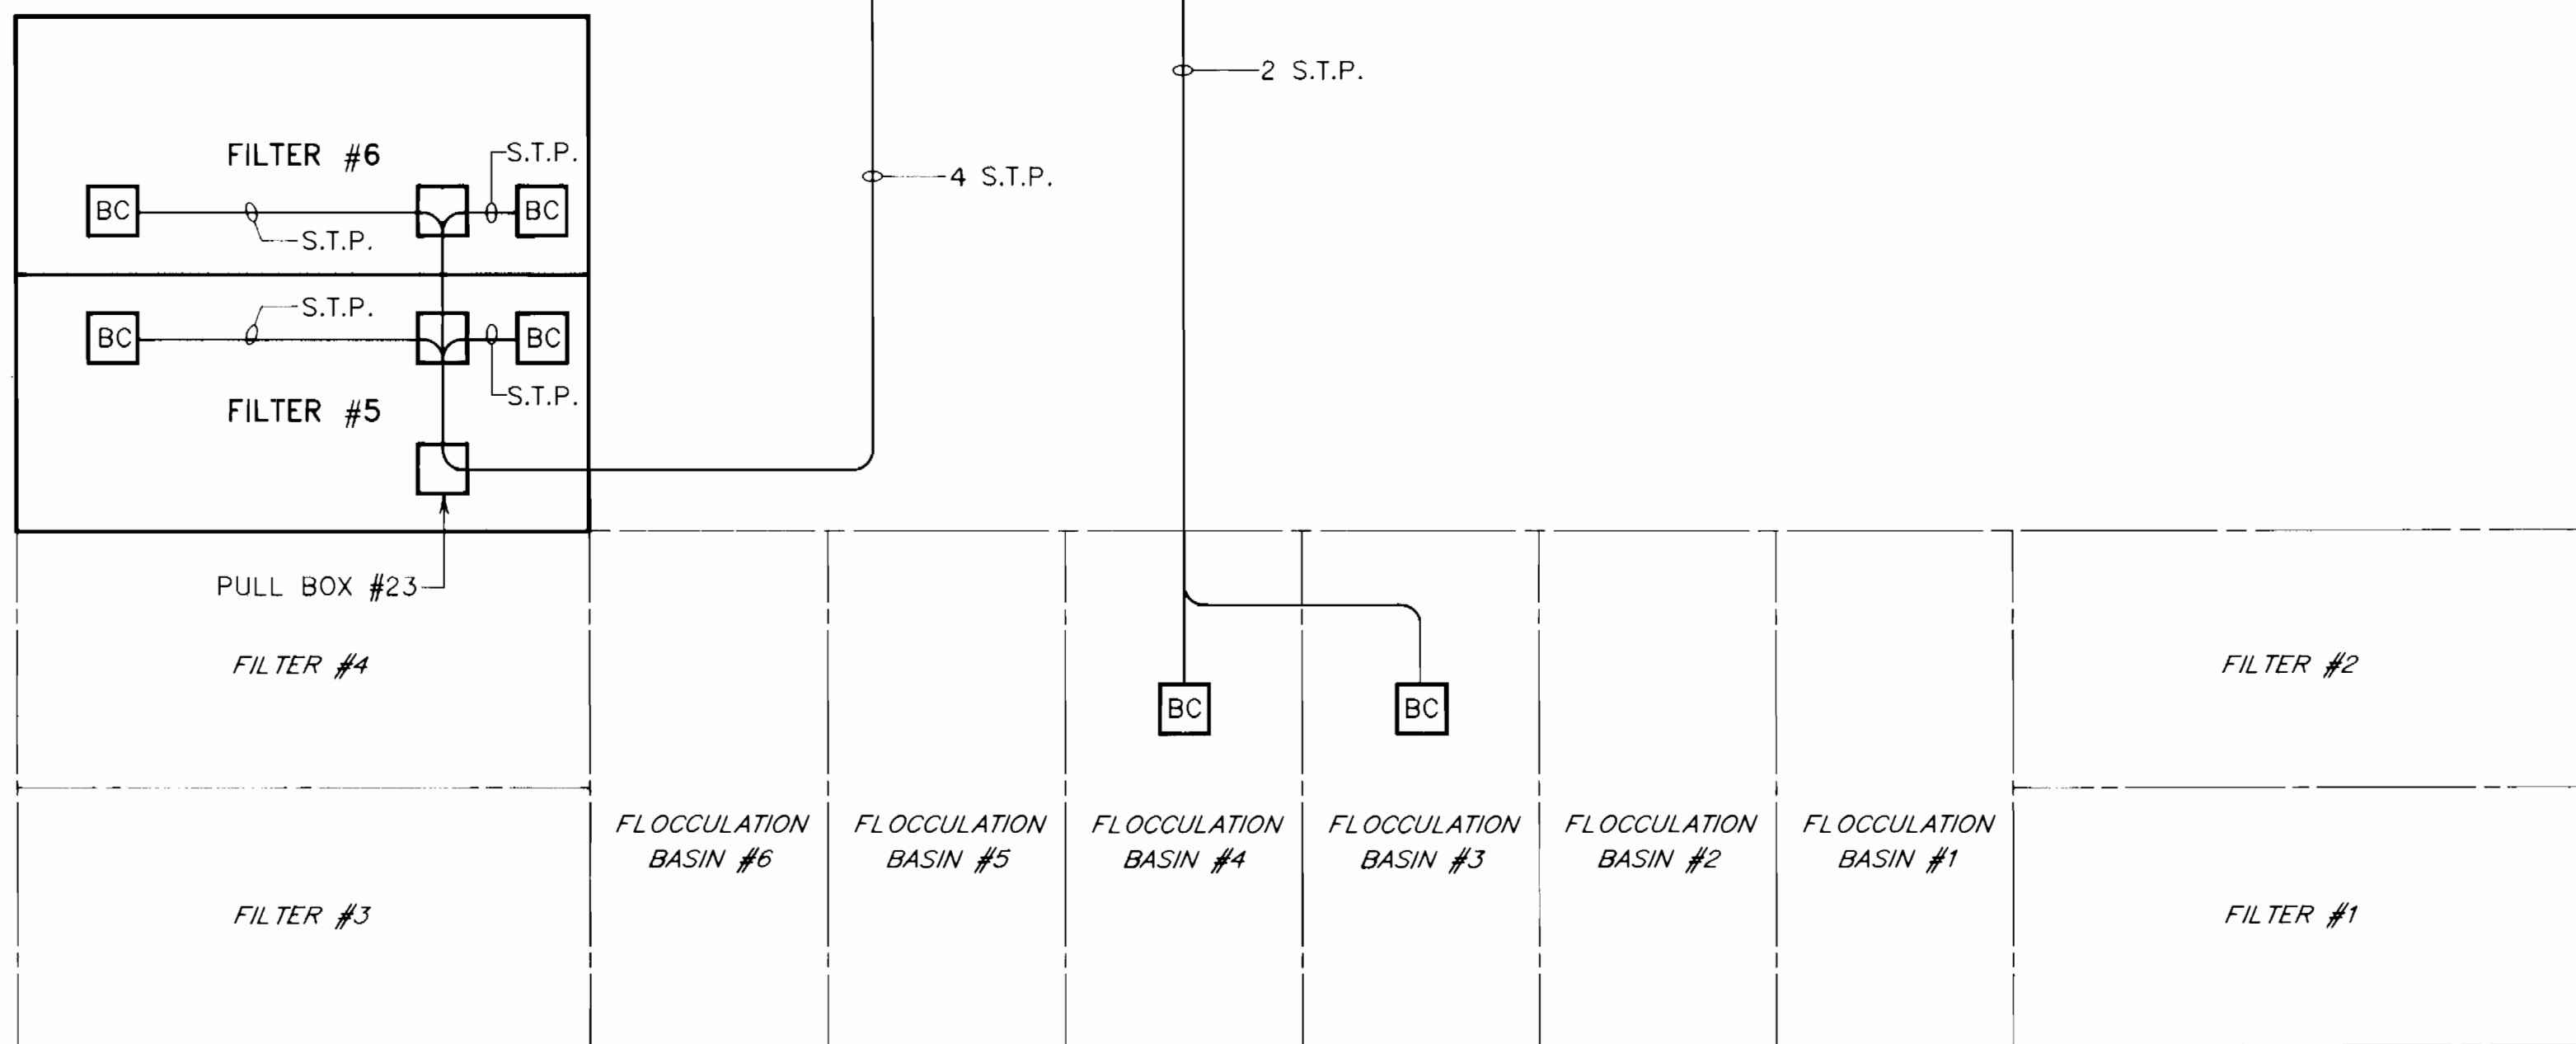 2 S.T.P.
4 S.T.P.
FILTER #6
S.T.P.
BC
BC
S.T.P.
S.T.P.
BC
BC
S.T.P.
FILTER #5
PULL BOX #23
FILTER #4
FILTER #2
BC
BC
FLOCCULATION
BASIN #6
FLOCCULATION
BASIN #5
FLOCCULATION
BASIN #4
FLOCCULATION
BASIN #3
FLOCCULATION
BASIN #2
FLOCCULATION
BASIN #1
FILTER #3
FILTER #1